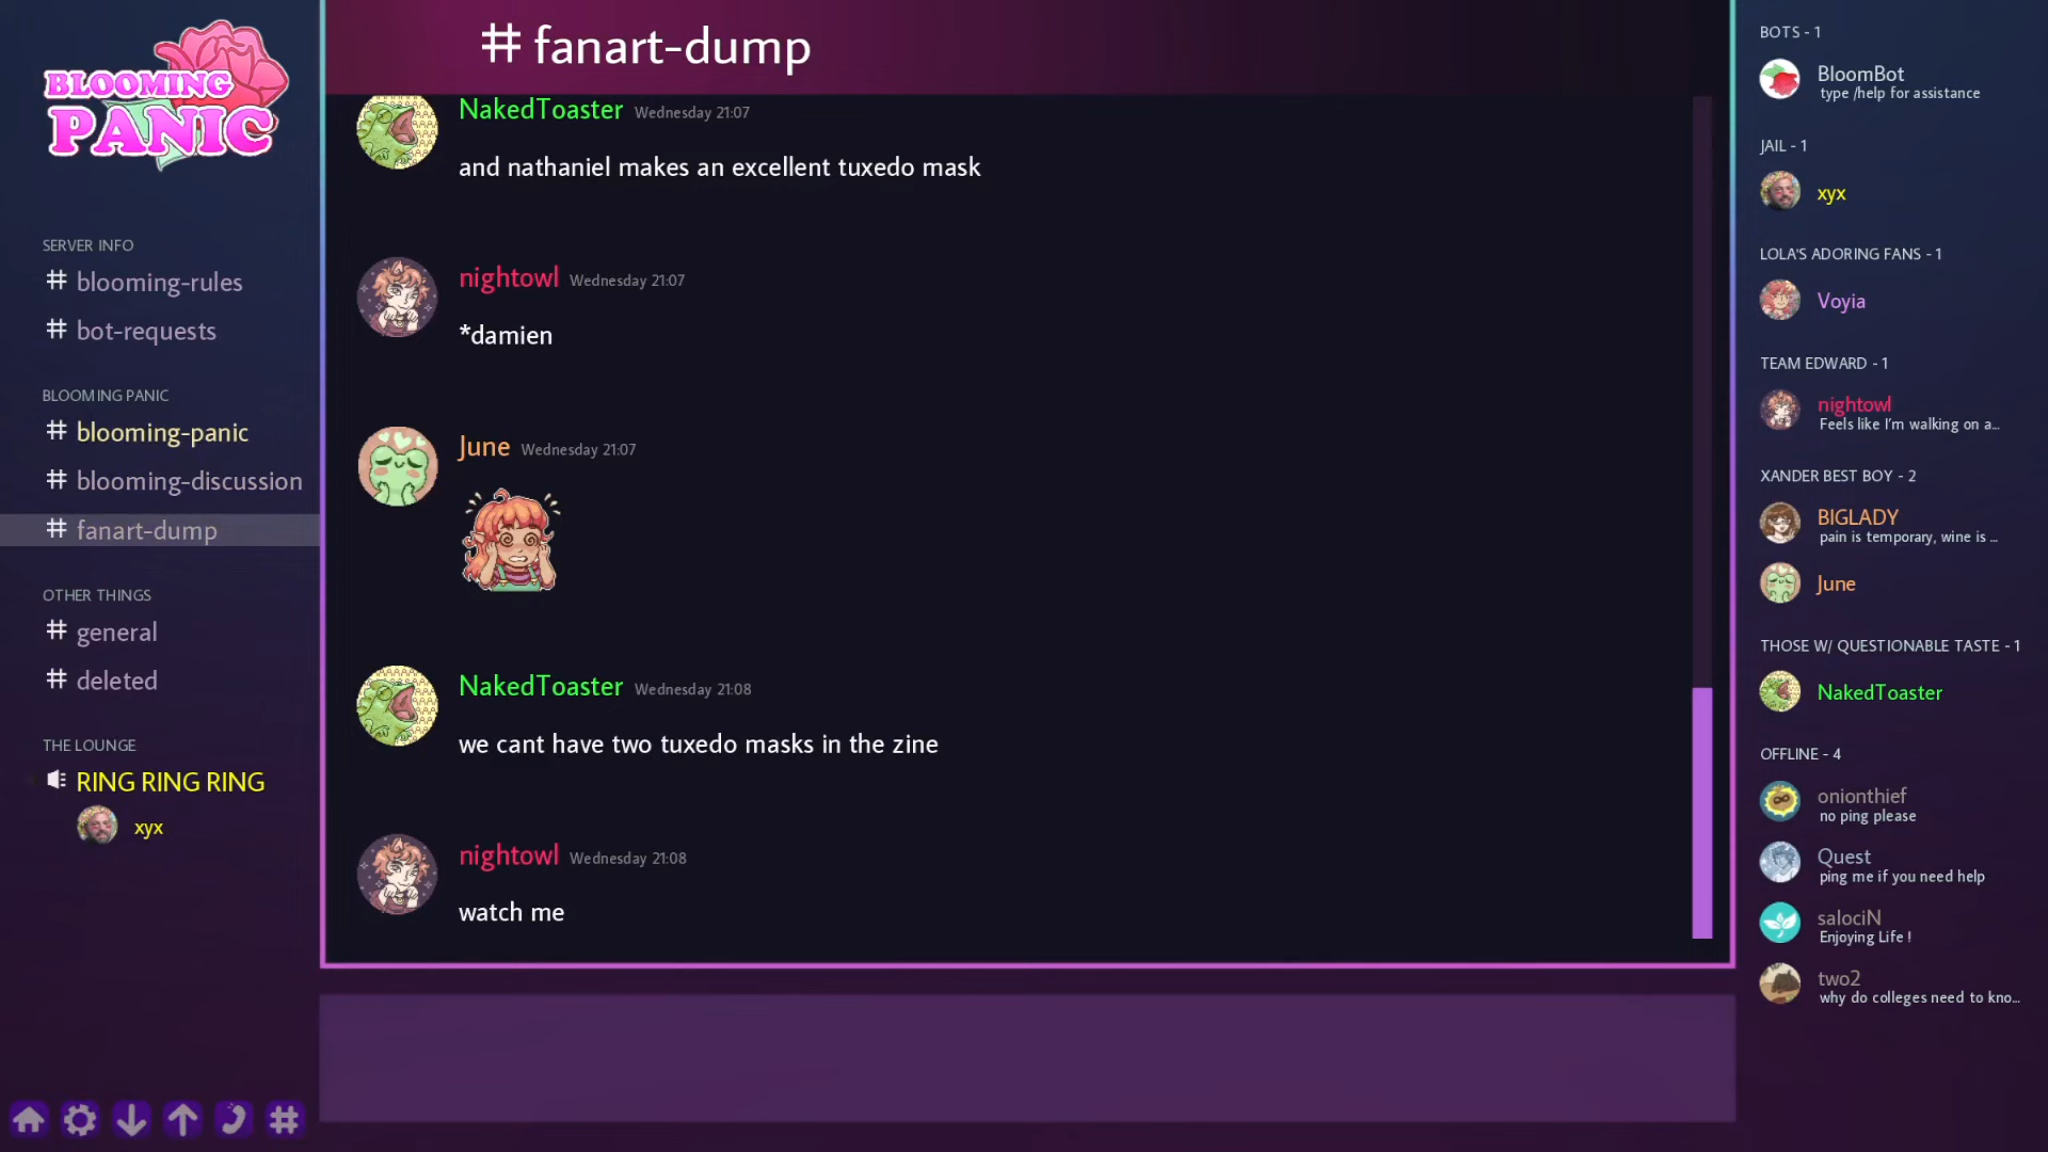 BLOOMING
PANIC
SERVER INFO
# blooming-rules
# bot-requests
BLOOMING PANIC
# blooming-panic
# blooming-discussion
# fanart-dump
OTHER THINGS
# general
# deleted
THE LOUNGE
RING RING RING
xyx
# fanart-dump
NakedToaster Wednesday 21:07
and nathaniel makes an excellent tuxedo mask
nightowl Wednesday 21:07
*damien
June Wednesday 21:07
NakedToaster Wednesday 21:08
we cant have two tuxedo masks in the zine
nightowl Wednesday 21:08
watch me
BOTS - 1
BloomBot
type /help for assistance
JAIL - 1
xyx
LOLA'S ADORING FANS - 1
Voyia
TEAM EDWARD - 1
nightowl
Feels like I'm walking on a...
XANDER BEST BOY - 2
BIGLADY
pain is temporary, wine is ...
June
THOSE W/ QUESTIONABLE TASTE - 1
NakedToaster
OFFLINE - 4
onionthief
no ping please
Quest
ping me if you need help
salociN
Enjoying Life !
two2
why do colleges need to kno...